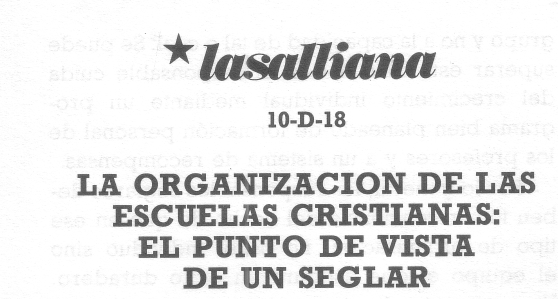 ★ lasalliana
10-D-18
LA ORGANIZACION DE LAS
ESCUELAS CRISTIANAS:
EL PUNTO DE VISTA
DE UN SEGLAR